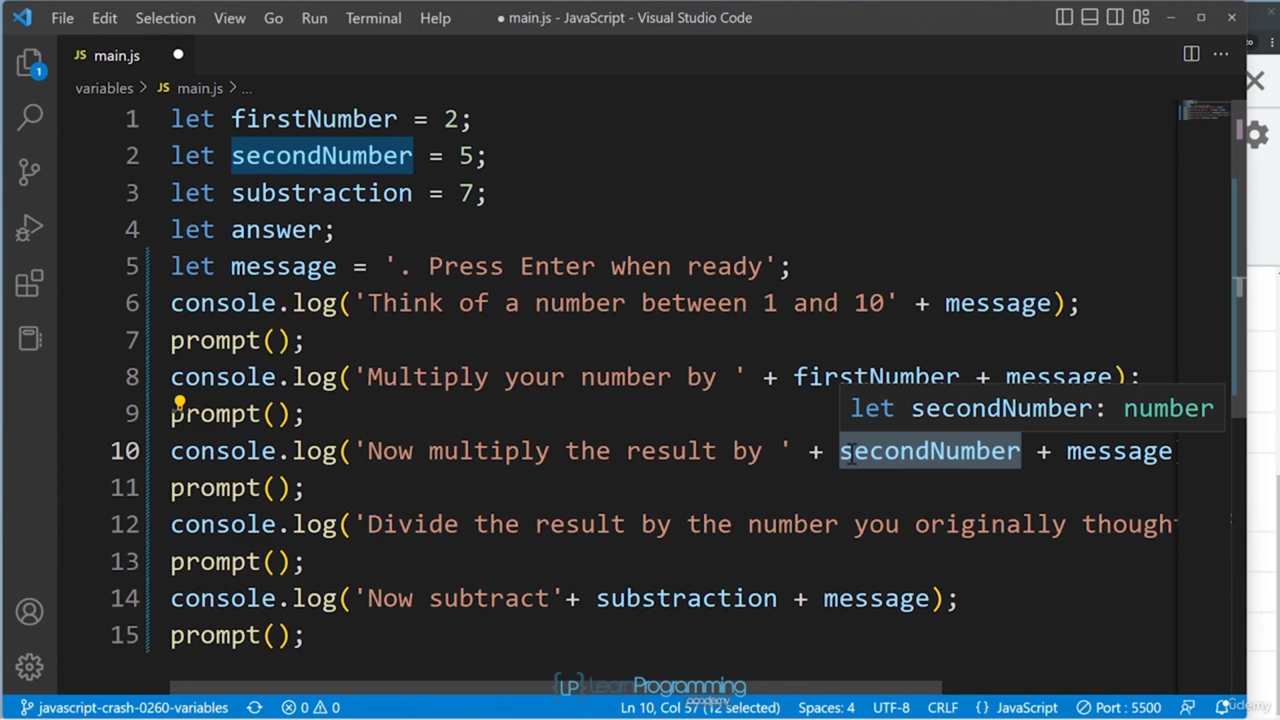 File Edit Selection View Go Run Terminal Help ● main.js - JavaScript - Visual Studio Code
JS main.js
variables > JS main.js > ...
1 let firstNumber = 2;
2 let secondNumber = 5;
3 let substraction = 7;
4 let answer;
5 let message = '. Press Enter when ready';
6 console.log('Think of a number between 1 and 10' + message);
7 prompt();
8 console.log('Multiply your number by ' + firstNumber + message);
let secondNumber: number
9 prompt();
10 console.log('Now multiply the result by ' + secondNumber + message)
11 prompt();
12 console.log('Divide the result by the number you originally thought
13 prompt();
14 console.log('Now subtract'+ substraction + message);
15 prompt();
{LP} LearnProgramming
academy
javascript-crash-0260-variables 0 0 Ln 10, Col 57 (12 selected) Spaces: 4 UTF-8 CRLF {} JavaScript Port : 5500
Udemy
1